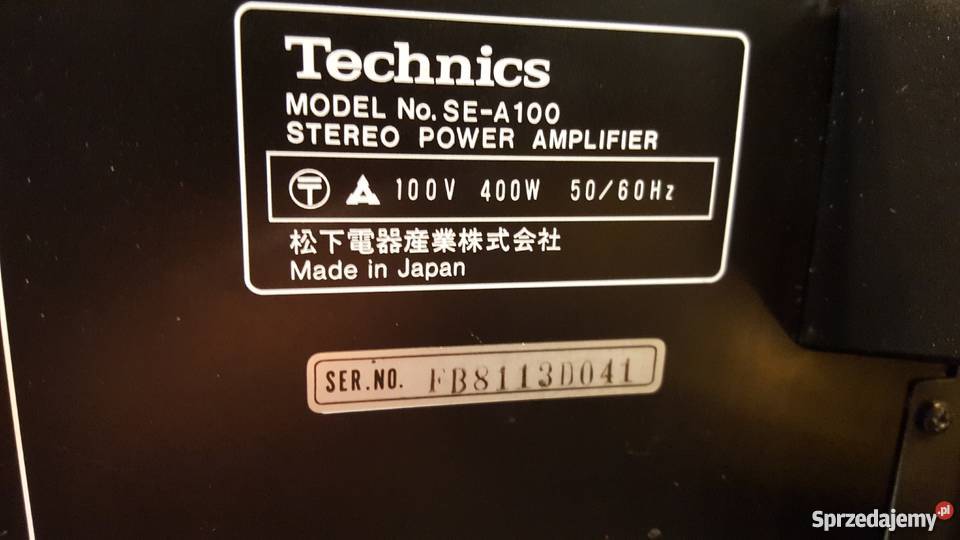 Technics
MODEL No. SE-A100
STEREO POWER AMPLIFIER
100V 400W 50/60Hz
松下電器産業株式会社
Made in Japan
SER.NO. FB8113D041
Sprzedajemy.pl